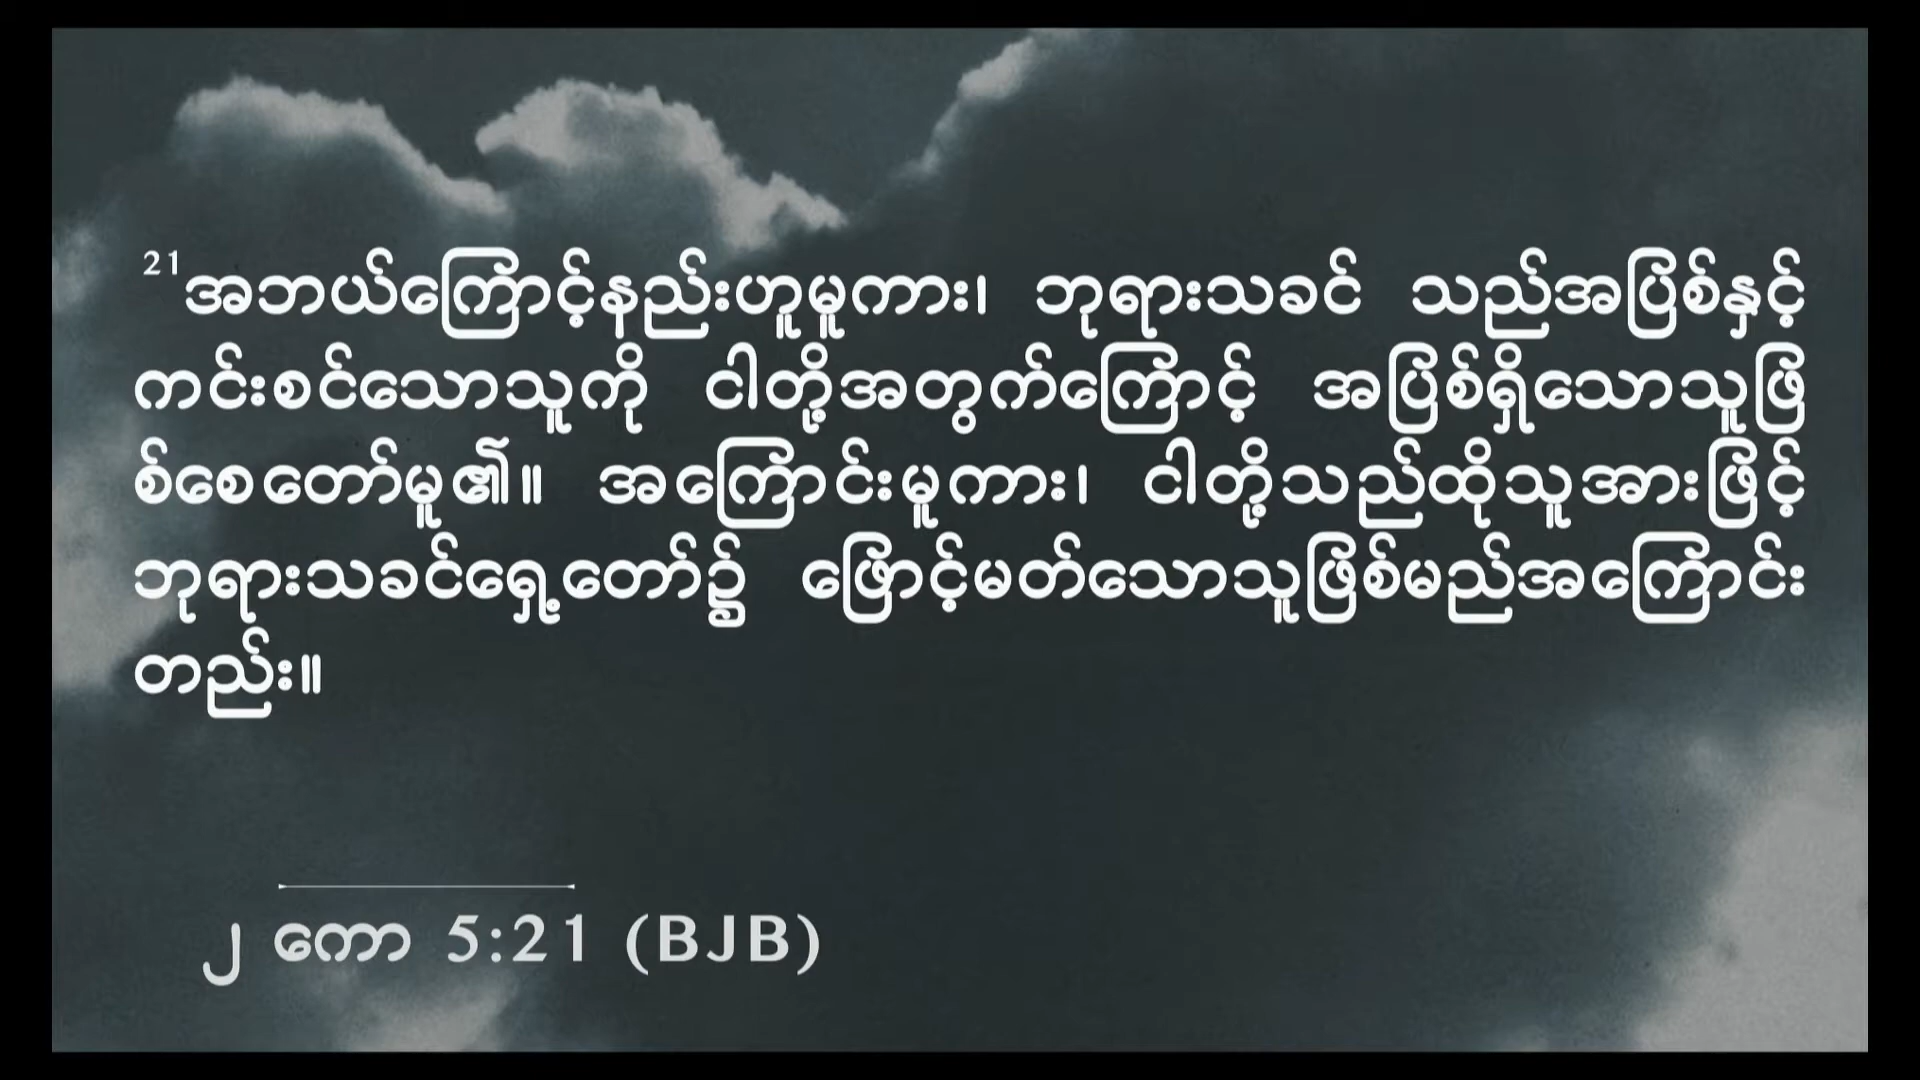 21 အဘယ်ကြောင့်နည်းဟူမူကား၊ ဘုရားသခင် သည်အပြစ်နှင့်
ကင်းစင်သောသူကို ငါတို့အတွက်ကြောင့် အပြစ်ရှိသောသူဖြ
စ်စေတော်မူ၏။ အကြောင်းမူကား၊ ငါတို့သည်ထိုသူအားဖြင့်
ဘုရားသခင်ရှေ့တော်၌ ဖြောင့်မတ်သောသူဖြစ်မည်အကြောင်း
တည်း။
၂ ကော 5:21 (BJB)